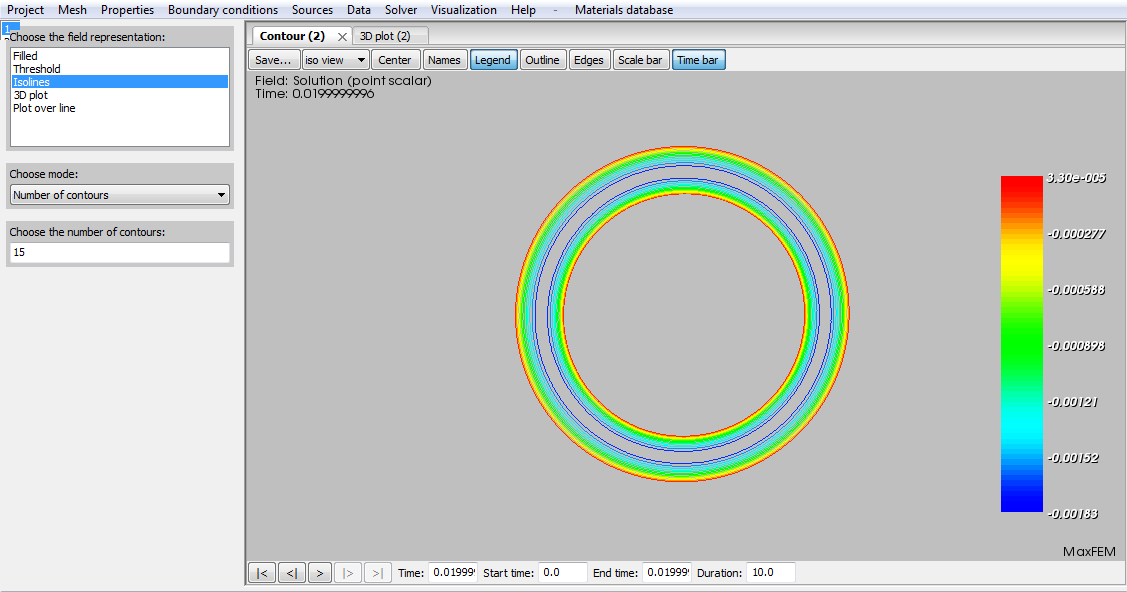 Project Mesh Properties Boundary conditions Sources Data Solver Visualization Help - Materials database
1
Choose the field representation:
Filled
Threshold
Isolines
3D plot
Plot over line
Choose mode:
Number of contours
Choose the number of contours:
15
Contour (2) 3D plot (2)
Save... iso view Center Names Legend Outline Edges Scale bar Time bar
Field: Solution (point scalar)
Time: 0.0199999996
3.30e-005
-0.000277
-0.000588
-0.000898
-0.00121
-0.00152
-0.00183
MaxFEM
|< <| > |> >| Time: 0.01999 Start time: 0.0 End time: 0.01999 Duration: 10.0